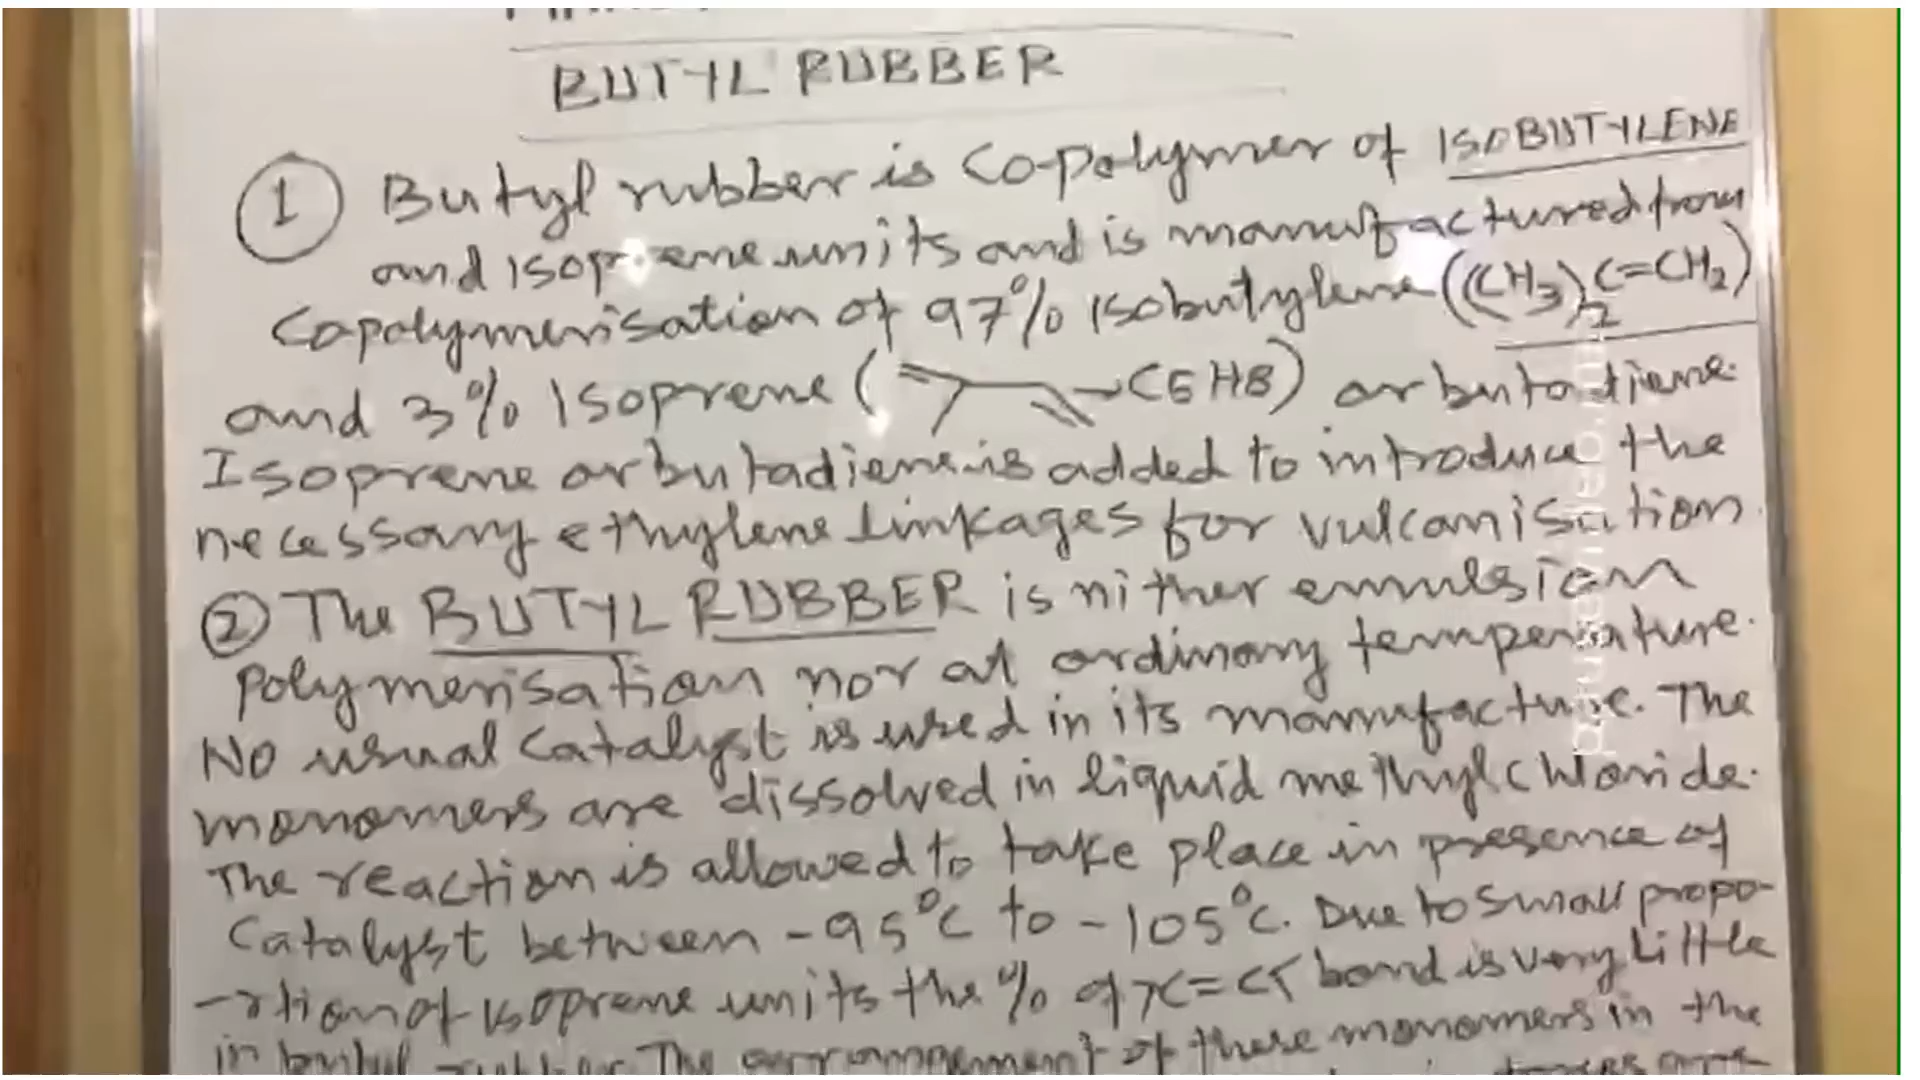 BUTYL RUBBER
① Butyl rubber is Co-polymer of ISOBUTYLENE
and isoprene units and is manufactured from
Copolymerisation of 97% isobutylene ((CH3)2C=CH2)
and 3% Isoprene ( C5H8) or butadiene.
Isoprene or butadiene is added to introduce the
necessary ethylene linkages for vulcanisation.
② The BUTYL RUBBER is nither emulsion
polymerisation nor at ordinary temperature.
No usual catalyst is used in its manufacture. The
monomers are dissolved in liquid methyl chloride.
The reaction is allowed to take place in presence of
Catalyst between -95°C to -105°C. Due to small propo-
-rtion of isoprene units the % of >C=C< bond is very little
in butyl rubber. The arrangement of these monomers in the